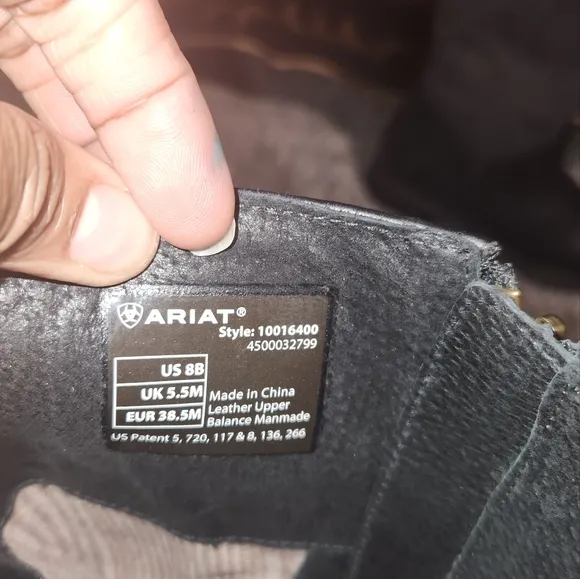 ARIAT®
Style: 10016400
4500032799
US 8B
UK 5.5M
EUR 38.5M
Made in China
Leather Upper
Balance Manmade
US Patent 5, 720, 117 & 8, 136, 266